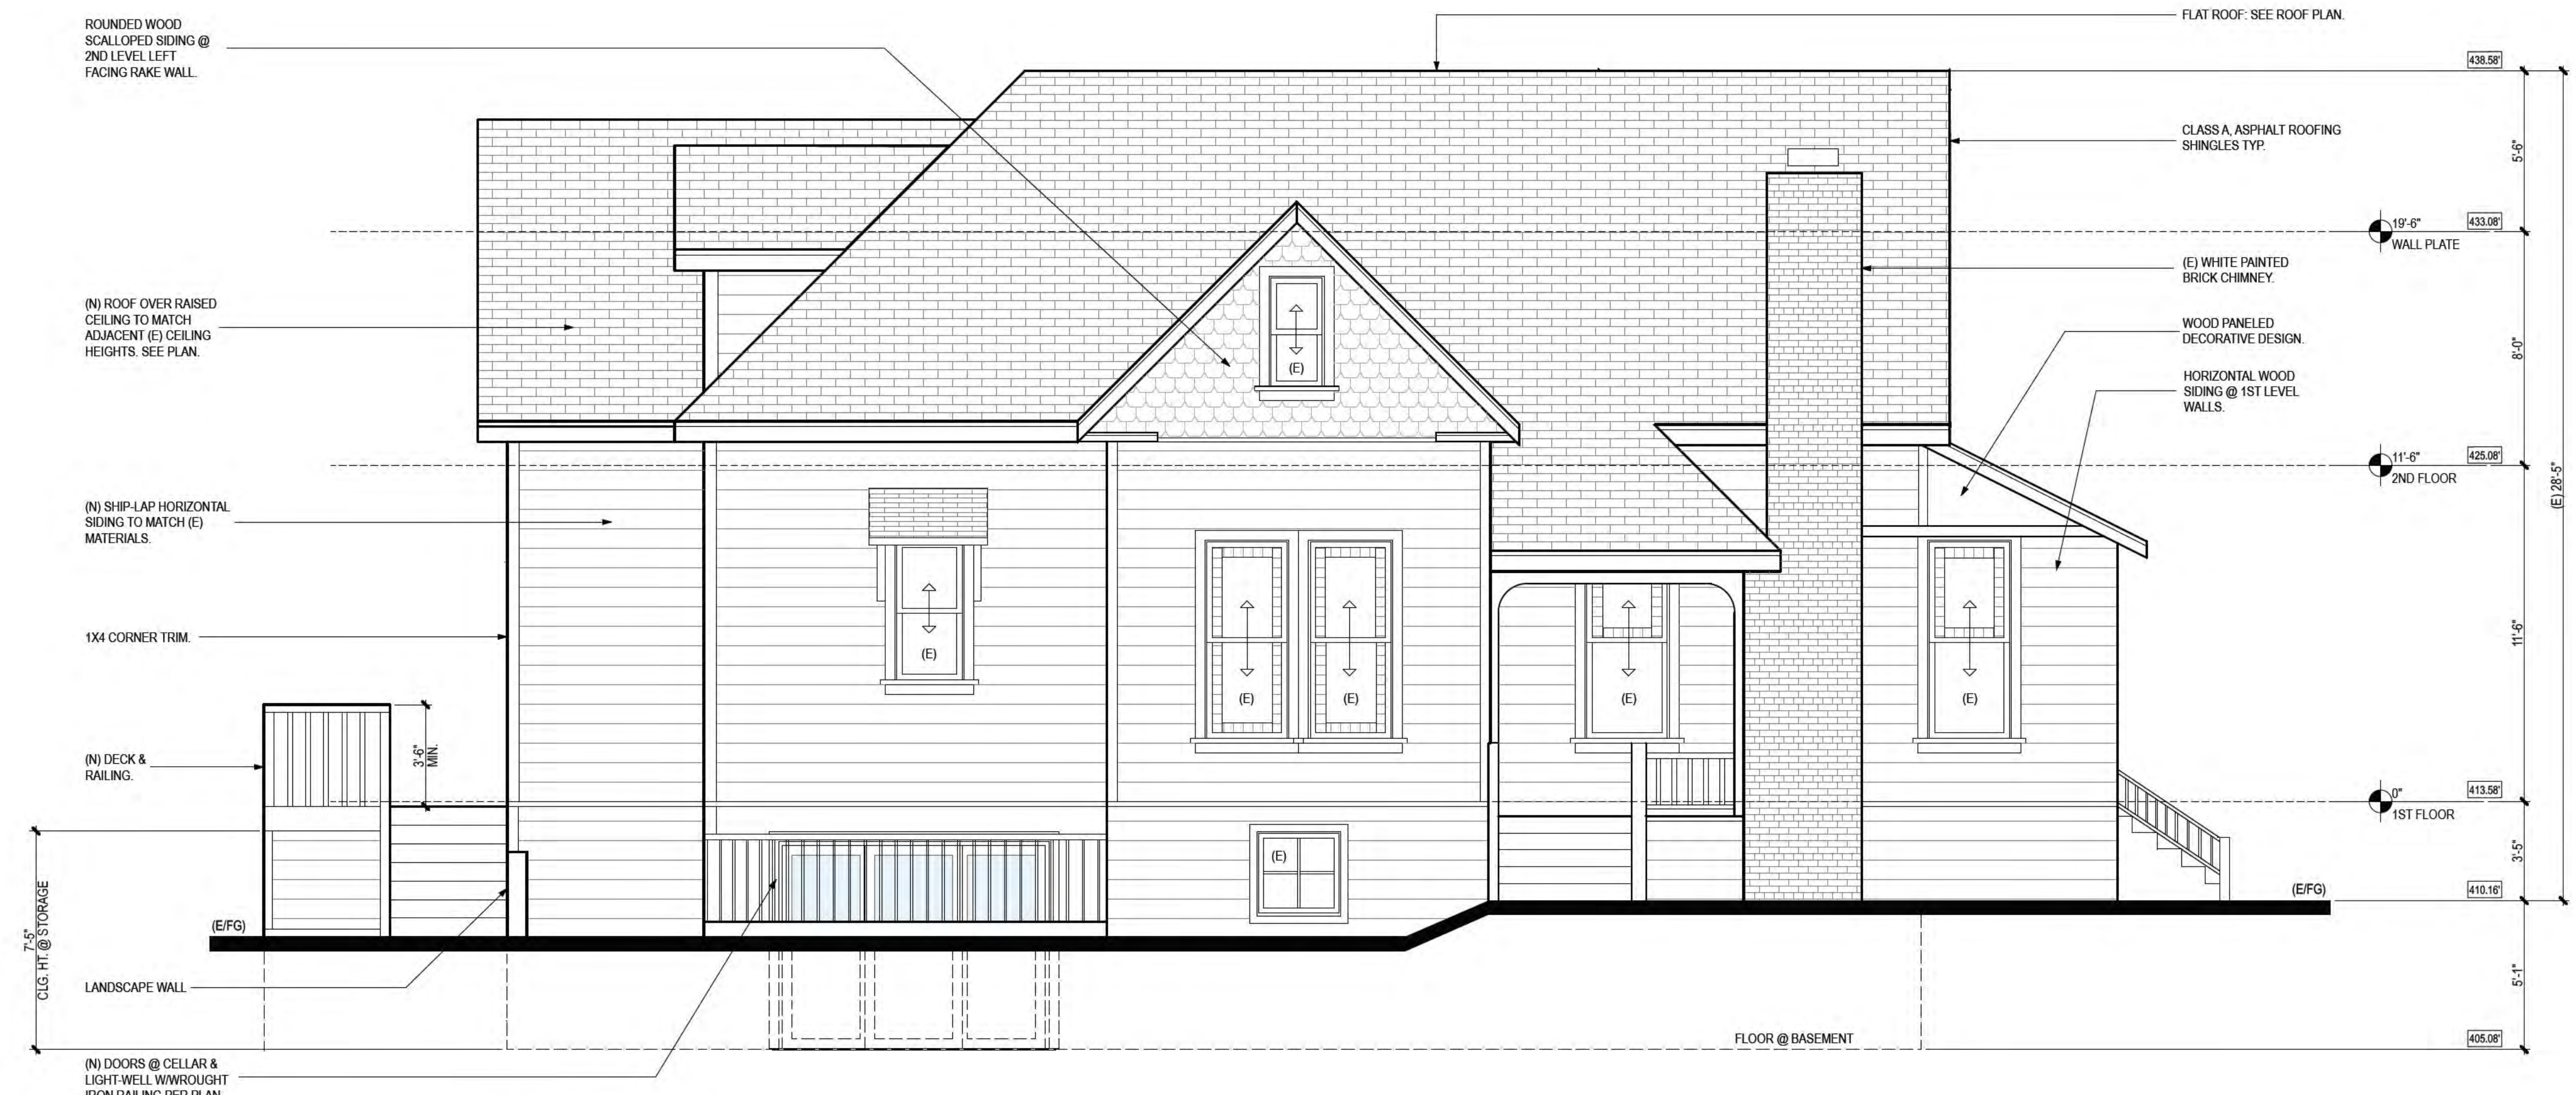 ROUNDED WOOD
SCALLOPED SIDING @
2ND LEVEL LEFT
FACING RAKE WALL.
(N) ROOF OVER RAISED
CEILING TO MATCH
ADJACENT (E) CEILING
HEIGHTS. SEE PLAN.
(N) SHIP-LAP HORIZONTAL
SIDING TO MATCH (E)
MATERIALS.
1X4 CORNER TRIM.
(N) DECK &
RAILING.
3'-6"
MIN.
7'-5"
CLG. HT. @ STORAGE
(E/FG)
LANDSCAPE WALL
(N) DOORS @ CELLAR &
LIGHT-WELL W/WROUGHT
IRON RAILING PER PLAN
(E)
(E)
(E)
(E)
(E)
(E)
(E)
FLOOR @ BASEMENT
FLAT ROOF: SEE ROOF PLAN.
CLASS A, ASPHALT ROOFING
SHINGLES TYP.
(E) WHITE PAINTED
BRICK CHIMNEY.
WOOD PANELED
DECORATIVE DESIGN.
HORIZONTAL WOOD
SIDING @ 1ST LEVEL
WALLS.
(E/FG)
438.58'
5'-6"
19'-6"
WALL PLATE
433.08'
8'-0"
11'-6"
2ND FLOOR
425.08'
11'-6"
0"
1ST FLOOR
413.58'
3'-5"
410.16'
5'-1"
405.08'
(E) 28'-5"